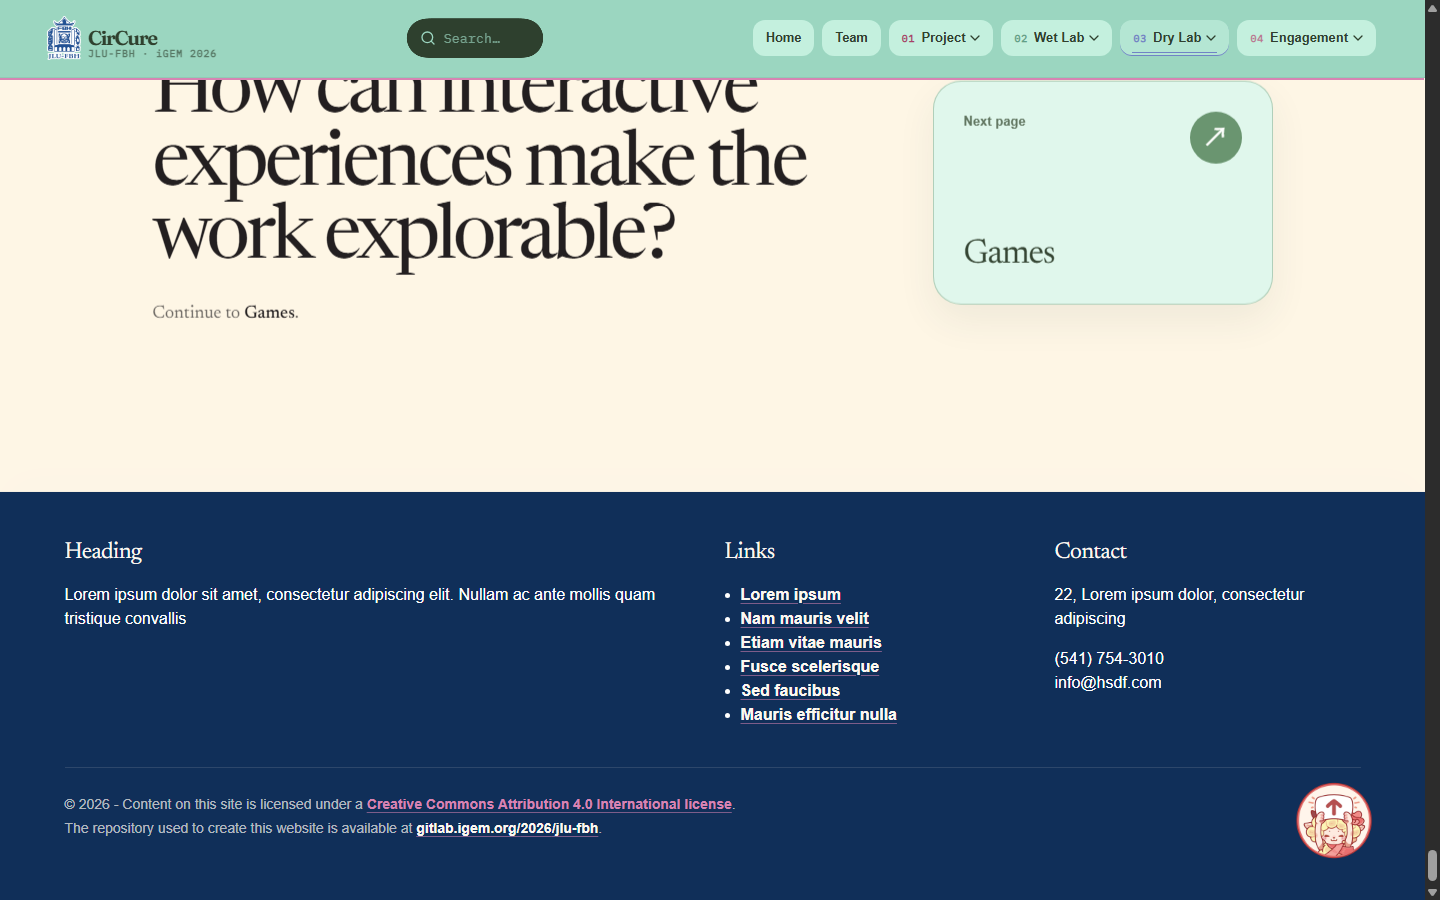 CirCure
JLU-FBH · iGEM 2026
JLU-FBH
Search…
Home
Team
01 Project
02 Wet Lab
03 Dry Lab
04 Engagement
How can interactive
experiences make the
work explorable?
Continue to Games.
Next page
Games
Heading
Lorem ipsum dolor sit amet, consectetur adipiscing elit. Nullam ac ante mollis quam
tristique convallis
Links
Lorem ipsum
Nam mauris velit
Etiam vitae mauris
Fusce scelerisque
Sed faucibus
Mauris efficitur nulla
Contact
22, Lorem ipsum dolor, consectetur
adipiscing
(541) 754-3010
info@hsdf.com
© 2026 - Content on this site is licensed under a Creative Commons Attribution 4.0 International license.
The repository used to create this website is available at gitlab.igem.org/2026/jlu-fbh.